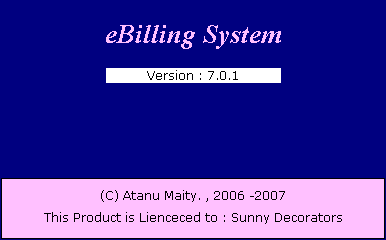 eBilling System
Version : 7.0.1
(C) Atanu Maity. , 2006 -2007
This Product is Lienceced to : Sunny Decorators